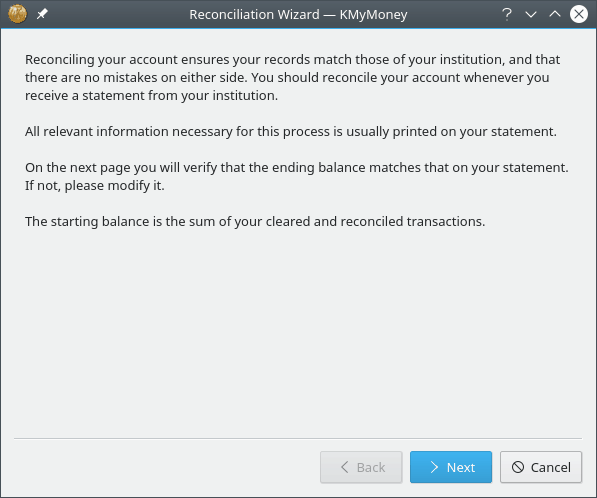 Reconciliation Wizard — KMyMoney
Reconciling your account ensures your records match those of your institution, and that
there are no mistakes on either side. You should reconcile your account whenever you
receive a statement from your institution.
All relevant information necessary for this process is usually printed on your statement.
On the next page you will verify that the ending balance matches that on your statement.
If not, please modify it.
The starting balance is the sum of your cleared and reconciled transactions.
Back Next Cancel